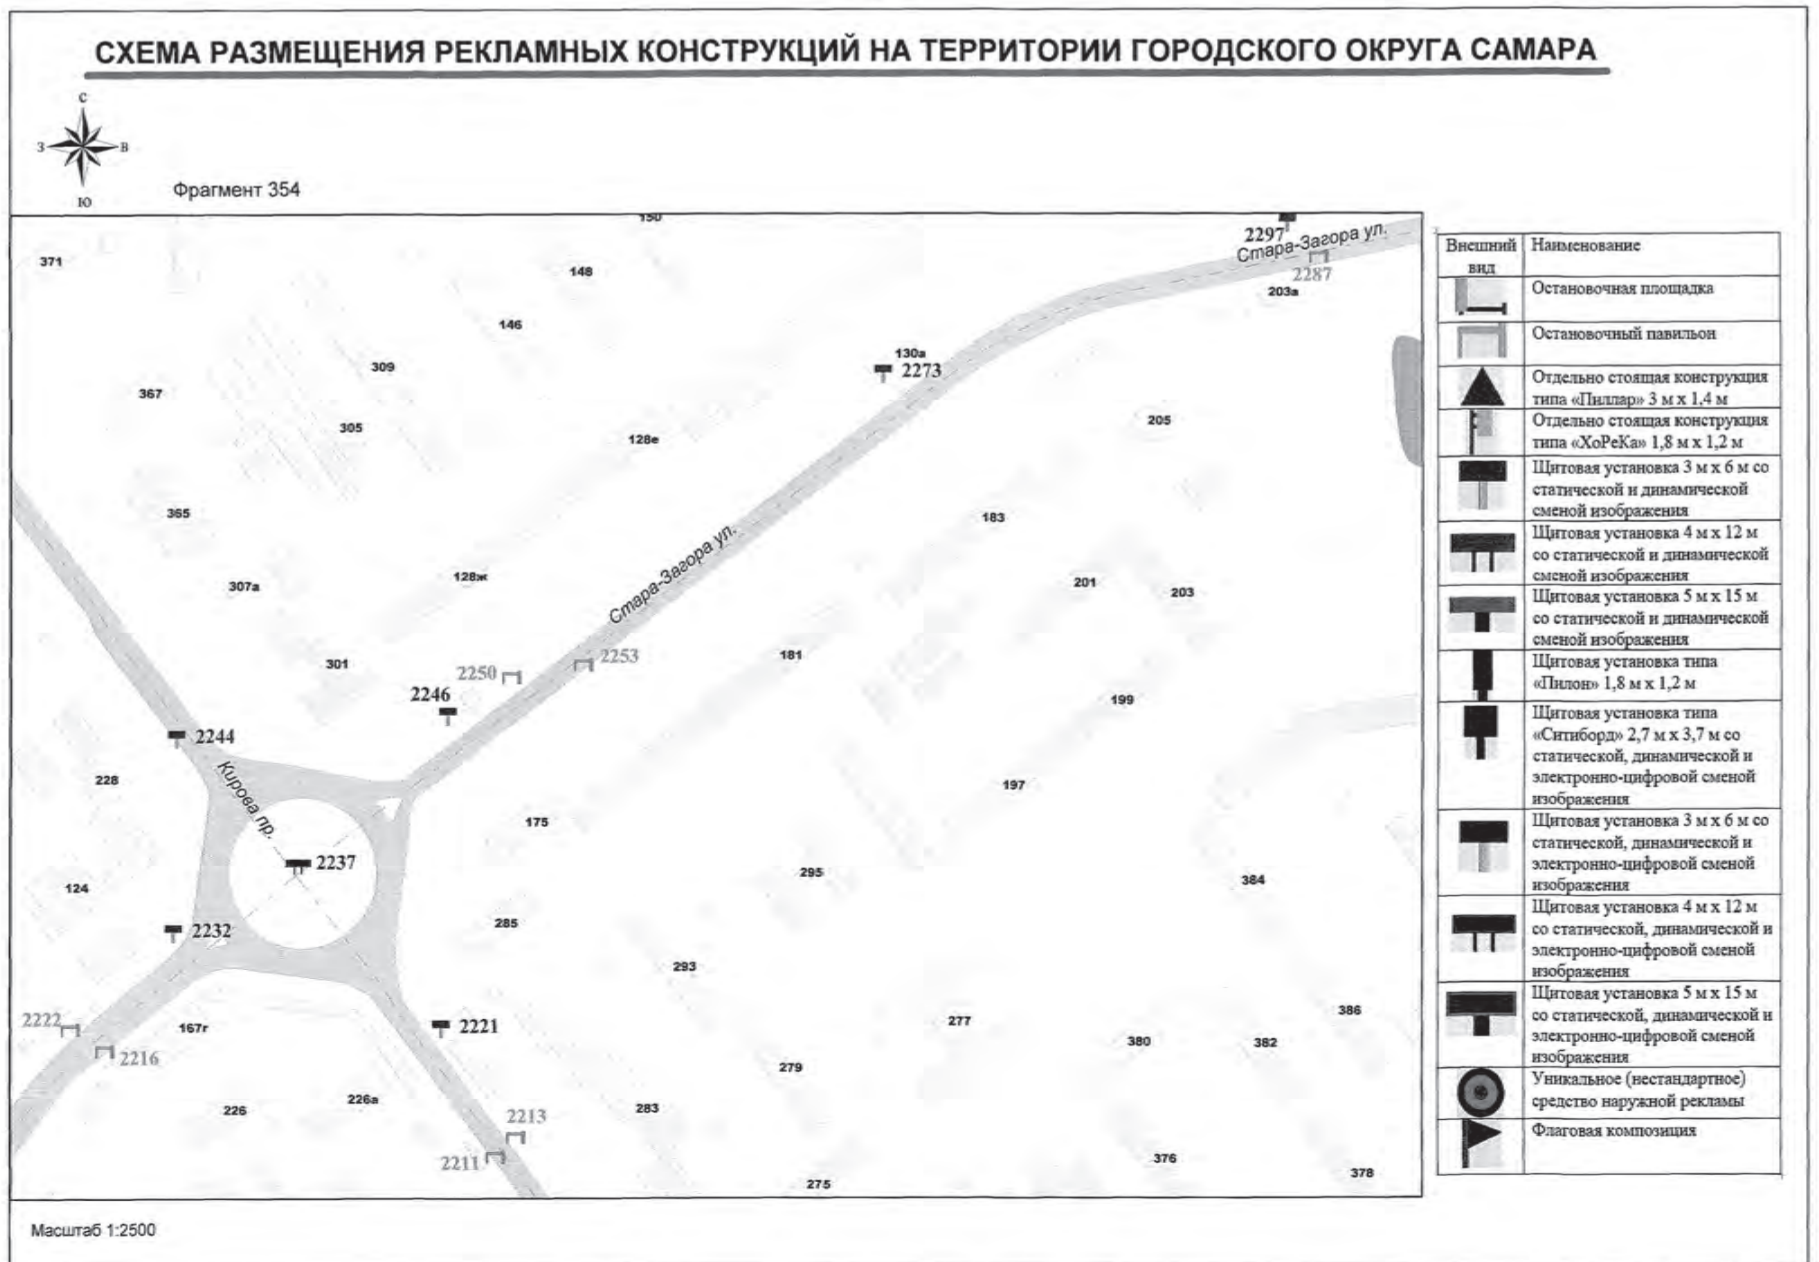 СХЕМА РАЗМЕЩЕНИЯ РЕКЛАМНЫХ КОНСТРУКЦИЙ НА ТЕРРИТОРИИ ГОРОДСКОГО ОКРУГА САМАРА
С
З
В
Ю
Фрагмент 354
150
2297
Стара-Загора ул.
371
148
2287
203а
146
130а
309
2273
367
305
128е
205
365
183
Стара-Загора ул.
128ж
307а
201
203
301
2250
2253
181
2246
199
2244
228
Кирова пр.
197
175
2237
295
124
384
285
2232
293
2222
167г
2221
277
386
2216
380
382
279
226
226а
283
2213
2211
376
275
378
Внешний вид
Наименование
Остановочная площадка
Остановочный павильон
Отдельно стоящая конструкция
типа «Пиллар» 3 м х 1,4 м
Отдельно стоящая конструкция
типа «ХоРеКа» 1,8 м х 1,2 м
Щитовая установка 3 м х 6 м со
статической и динамической
сменой изображения
Щитовая установка 4 м х 12 м
со статической и динамической
сменой изображения
Щитовая установка 5 м х 15 м
со статической и динамической
сменой изображения
Щитовая установка типа
«Пилон» 1,8 м х 1,2 м
Щитовая установка типа
«Ситиборд» 2,7 м х 3,7 м со
статической, динамической и
электронно-цифровой сменой
изображения
Щитовая установка 3 м х 6 м со
статической, динамической и
электронно-цифровой сменой
изображения
Щитовая установка 4 м х 12 м
со статической, динамической и
электронно-цифровой сменой
изображения
Щитовая установка 5 м х 15 м
со статической, динамической и
электронно-цифровой сменой
изображения
Уникальное (нестандартное)
средство наружной рекламы
Флаговая композиция
Масштаб 1:2500